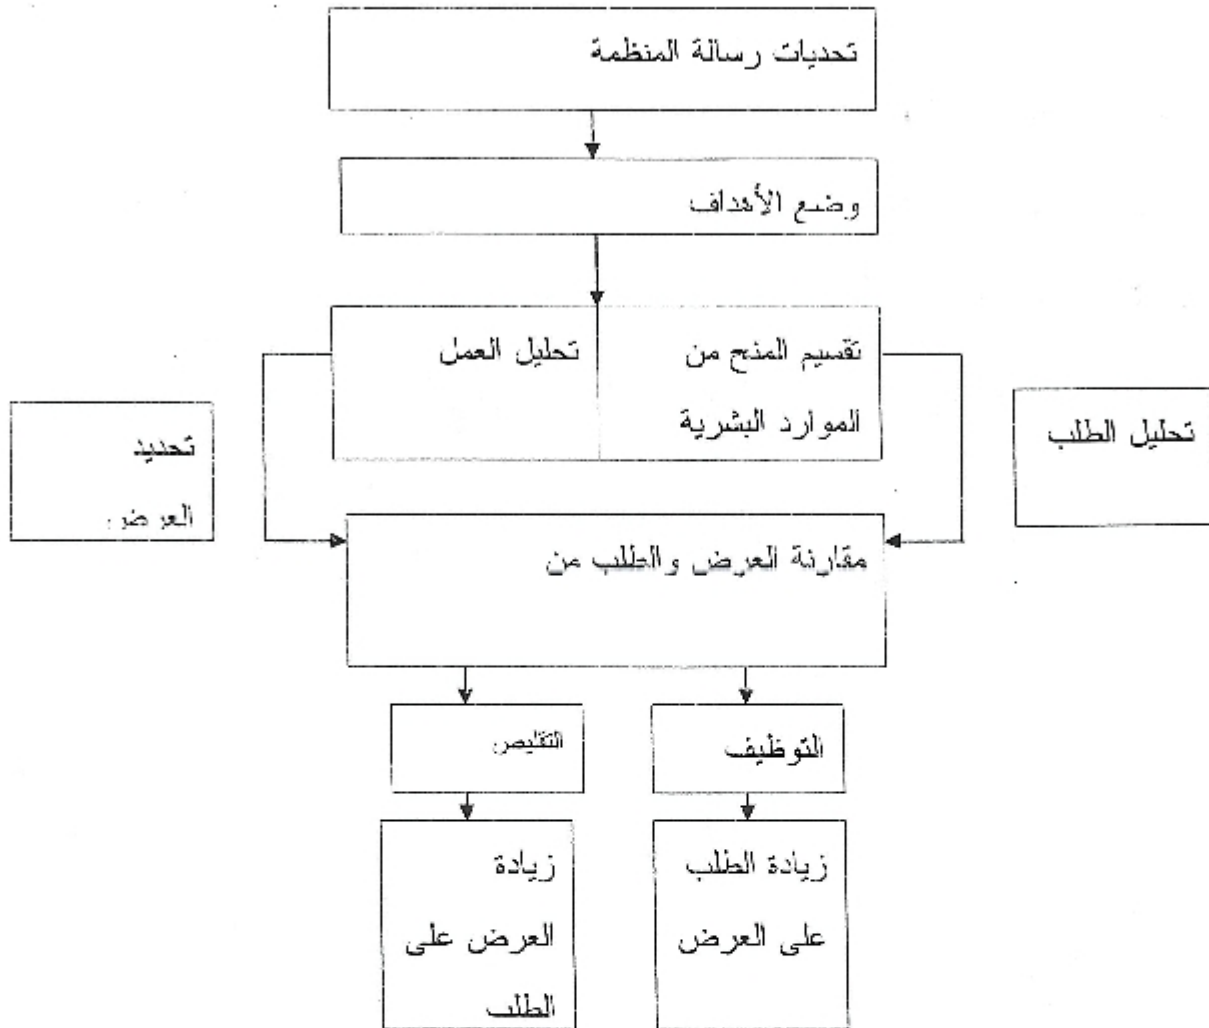 تحديات رسالة المنظمة
وضع الأهداف
تقسيم المنح من
الموارد البشرية
تحليل العمل
تحليل الطلب
تحديد
العرض
مقارنة العرض والطلب من
التوظيف
التقليص
زيادة الطلب
على العرض
زيادة
العرض على
الطلب